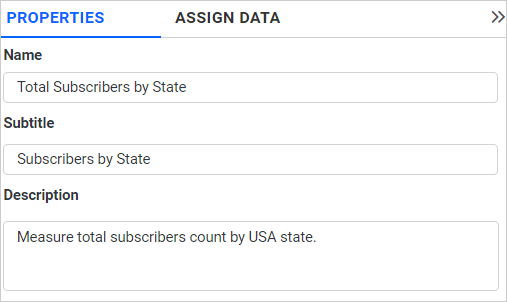 PROPERTIES ASSIGN DATA
Name
Total Subscribers by State
Subtitle
Subscribers by State
Description
Measure total subscribers count by USA state.